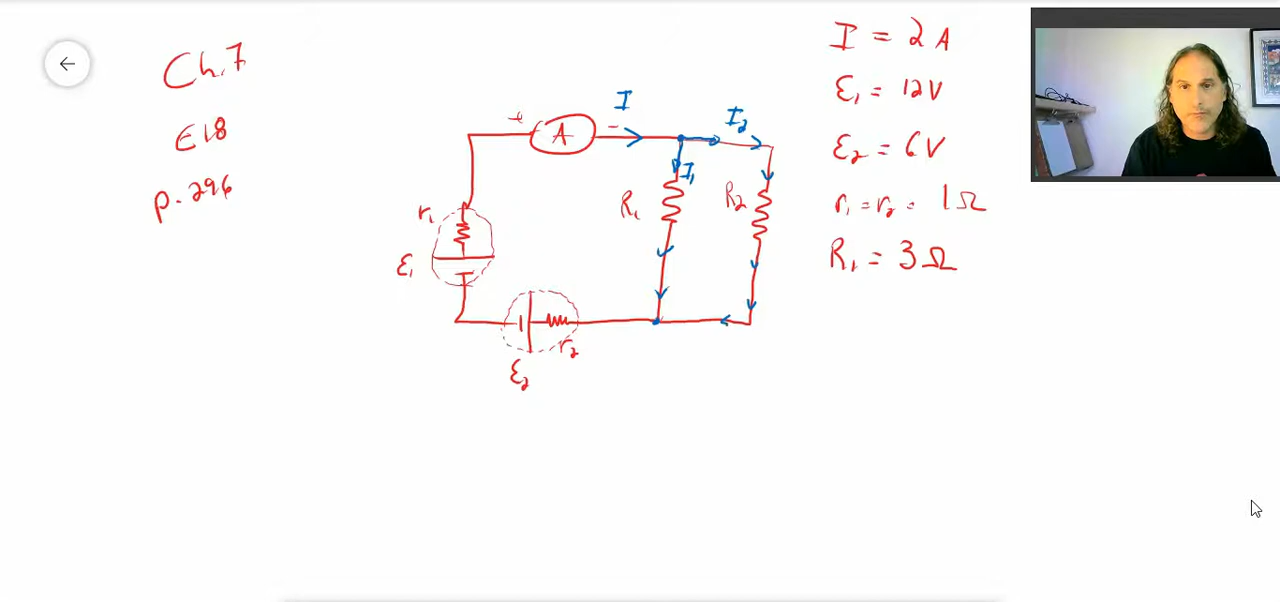 Ch.7
E18
p.296
I = 2 A
ε₁ = 12V
ε₂ = 6V
r₁ = r₂ = 1Ω
R₁ = 3Ω
I
I₂
+
A
-
I₁
R₁
R₂
r₁
ε₁
r₂
ε₂